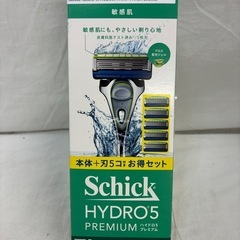 敏感肌
敏感肌にも、やさしい剃り心地
本体+刃5コ付 お得セット
Schick
HYDRO5
PREMIUM ハイドロ5
プレミアム